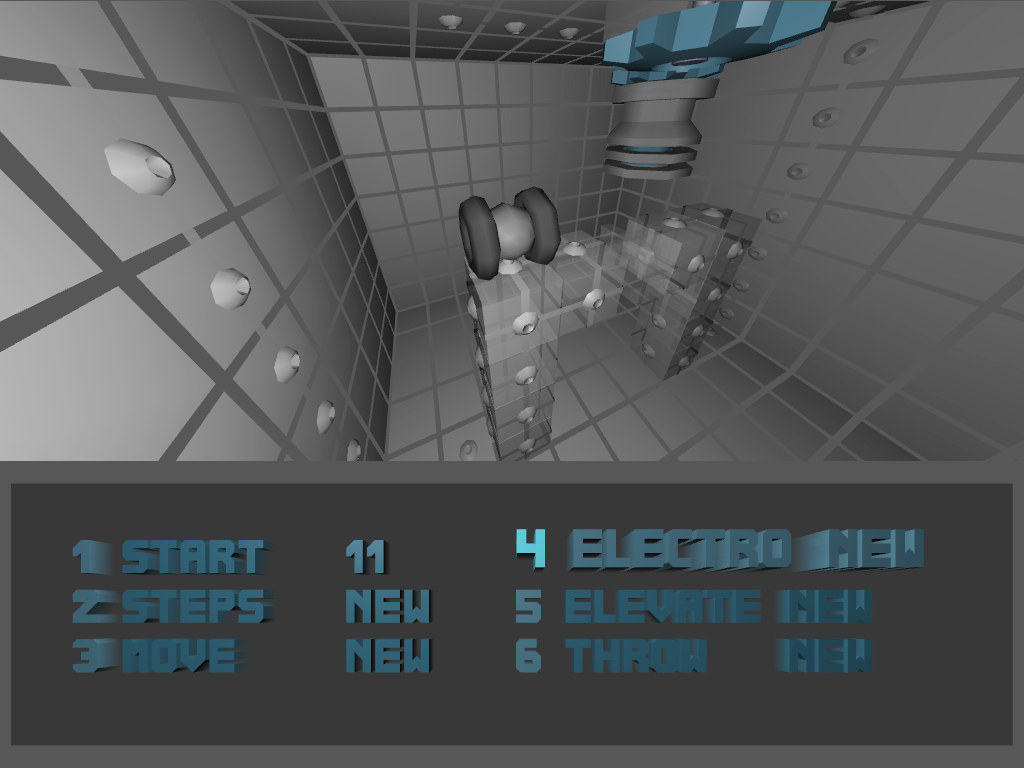 1 START 11
2 STEPS NEW
3 MOVE NEW
4 ELECTRO NEW
5 ELEVATE NEW
6 THROW NEW